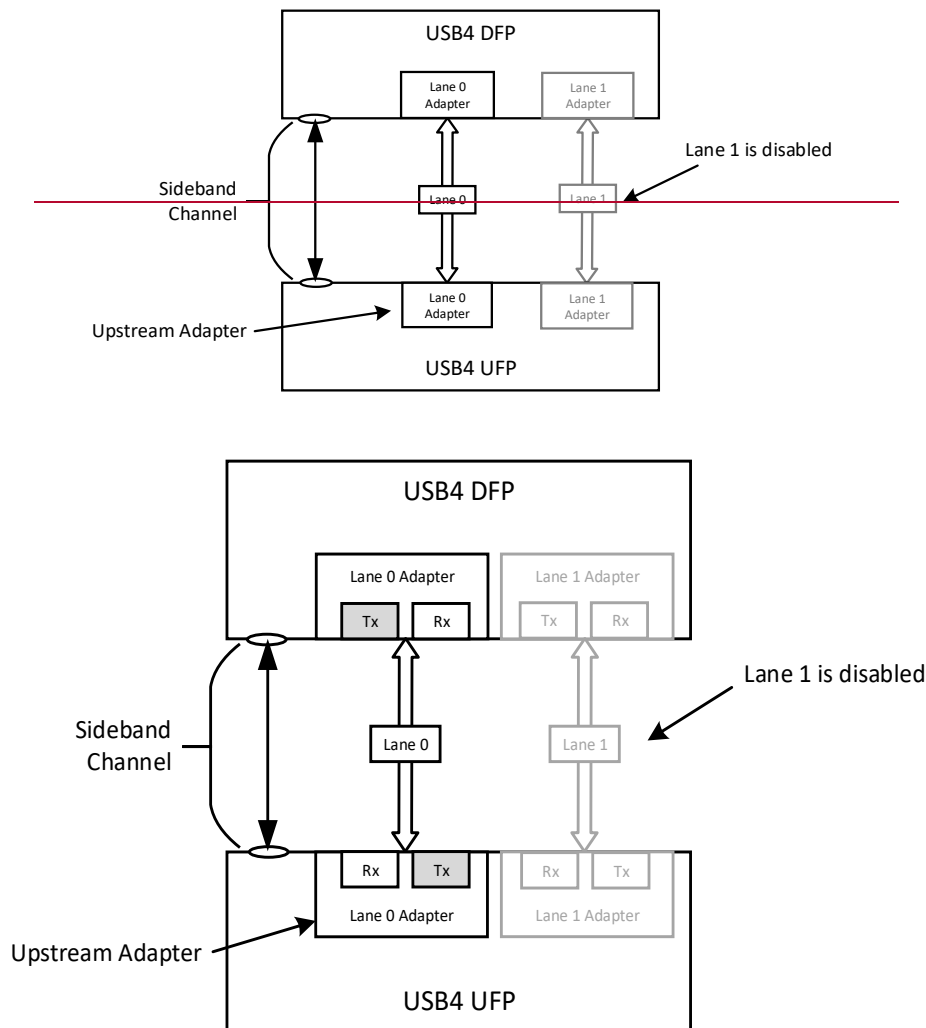 USB4 DFP
Lane 0
Adapter
Lane 1
Adapter
Lane 1 is disabled
Sideband
Channel
Lane 0
Lane 1
Lane 0
Adapter
Lane 1
Adapter
Upstream Adapter
USB4 UFP
USB4 DFP
Lane 0 Adapter
Lane 1 Adapter
Tx
Rx
Tx
Rx
Lane 1 is disabled
Sideband
Channel
Lane 0
Lane 1
Rx
Tx
Rx
Tx
Lane 0 Adapter
Lane 1 Adapter
Upstream Adapter
USB4 UFP